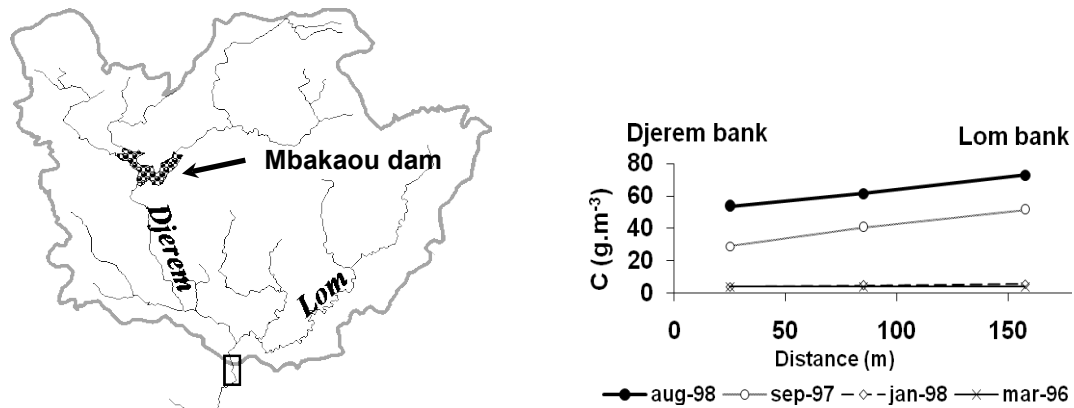 Mbakaou dam
Djerem
Lom
Djerem bank
Lom bank
C (g.m-3)
80
60
40
20
0
0 50 100 150
Distance (m)
aug-98 sep-97 jan-98 mar-96